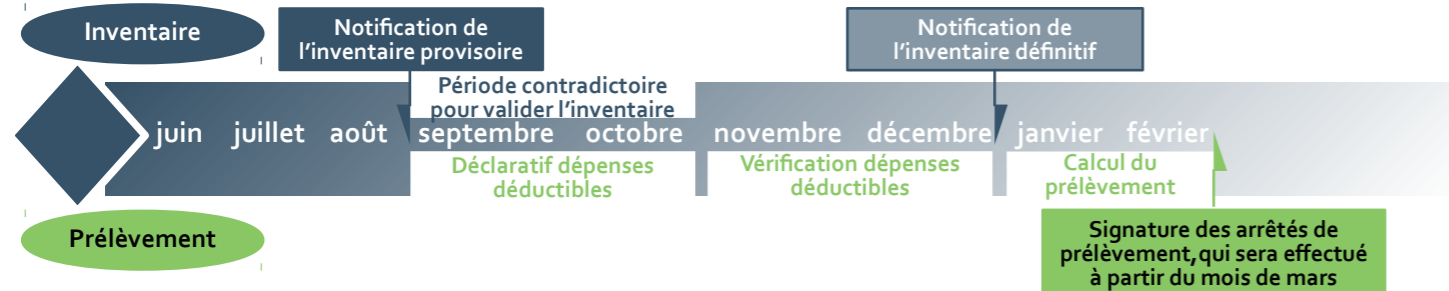 Inventaire
Notification de
l'inventaire provisoire
Notification de
l'inventaire définitif
Période contradictoire
pour valider l'inventaire
juin juillet août septembre octobre novembre décembre janvier février
Déclaratif dépenses
déductibles
Vérification dépenses
déductibles
Calcul du
prélèvement
Prélèvement
Signature des arrêtés de
prélèvement,qui sera effectué
à partir du mois de mars